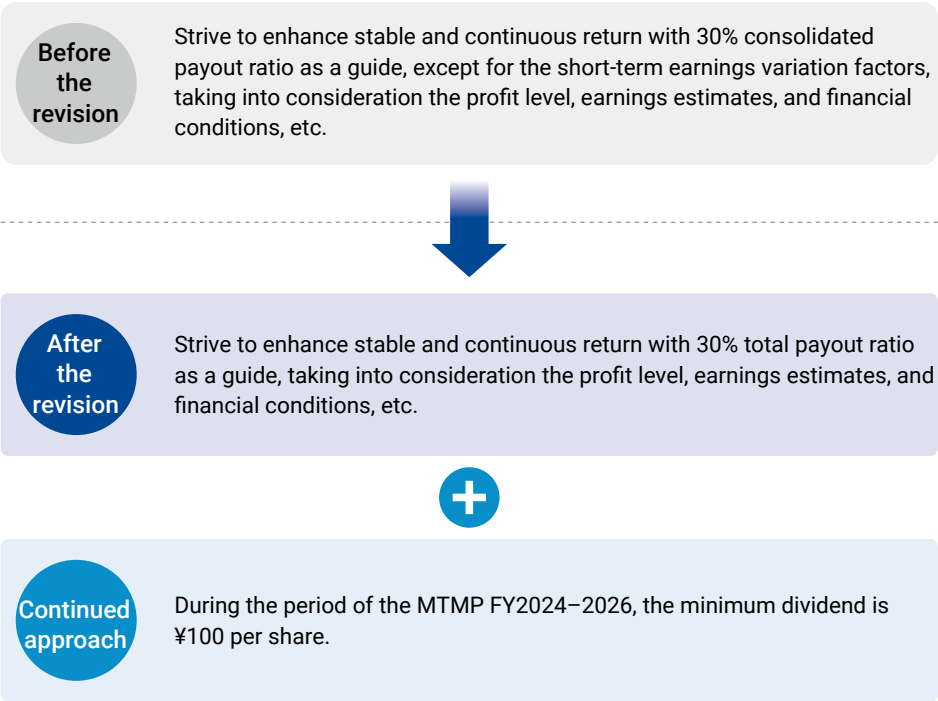 Before
the
revision
Strive to enhance stable and continuous return with 30% consolidated
payout ratio as a guide, except for the short-term earnings variation factors,
taking into consideration the profit level, earnings estimates, and financial
conditions, etc.
After
the
revision
Strive to enhance stable and continuous return with 30% total payout ratio
as a guide, taking into consideration the profit level, earnings estimates, and
financial conditions, etc.
Continued
approach
During the period of the MTMP FY2024–2026, the minimum dividend is
¥100 per share.